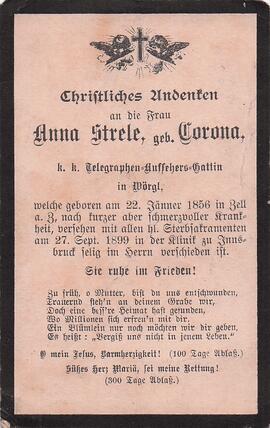 Christliches Andenken
an die Frau
Anna Strele, geb. Corona,
k. k. Telegraphen-Aufsehers-Gattin
in Wörgl,
welche geboren am 22. Jänner 1856 in Zell
a. Z., nach kurzer aber schmerzvoller Krank-
heit, versehen mit allen hl. Sterbsakramenten
am 27. Sept. 1899 in der Klinik zu Inns-
bruck selig im Herrn verschieden ist.
Sie ruhe im Frieden!
Zu früh, o Mutter, bist du uns entschwunden,
Trauernd steh'n an deinem Grabe wir,
Doch eine bess're Heimat hast gefunden,
Wo Millionen sich erfreu'n mit dir.
Ein Blümlein nur noch möchten wir dir geben,
Es heißt: „Vergiß uns nicht in jenem Leben."
O mein Jesus, Barmherzigkeit! (100 Tage Ablaß.)
Süßes Herz Mariä, sei meine Rettung!
(300 Tage Ablaß.)